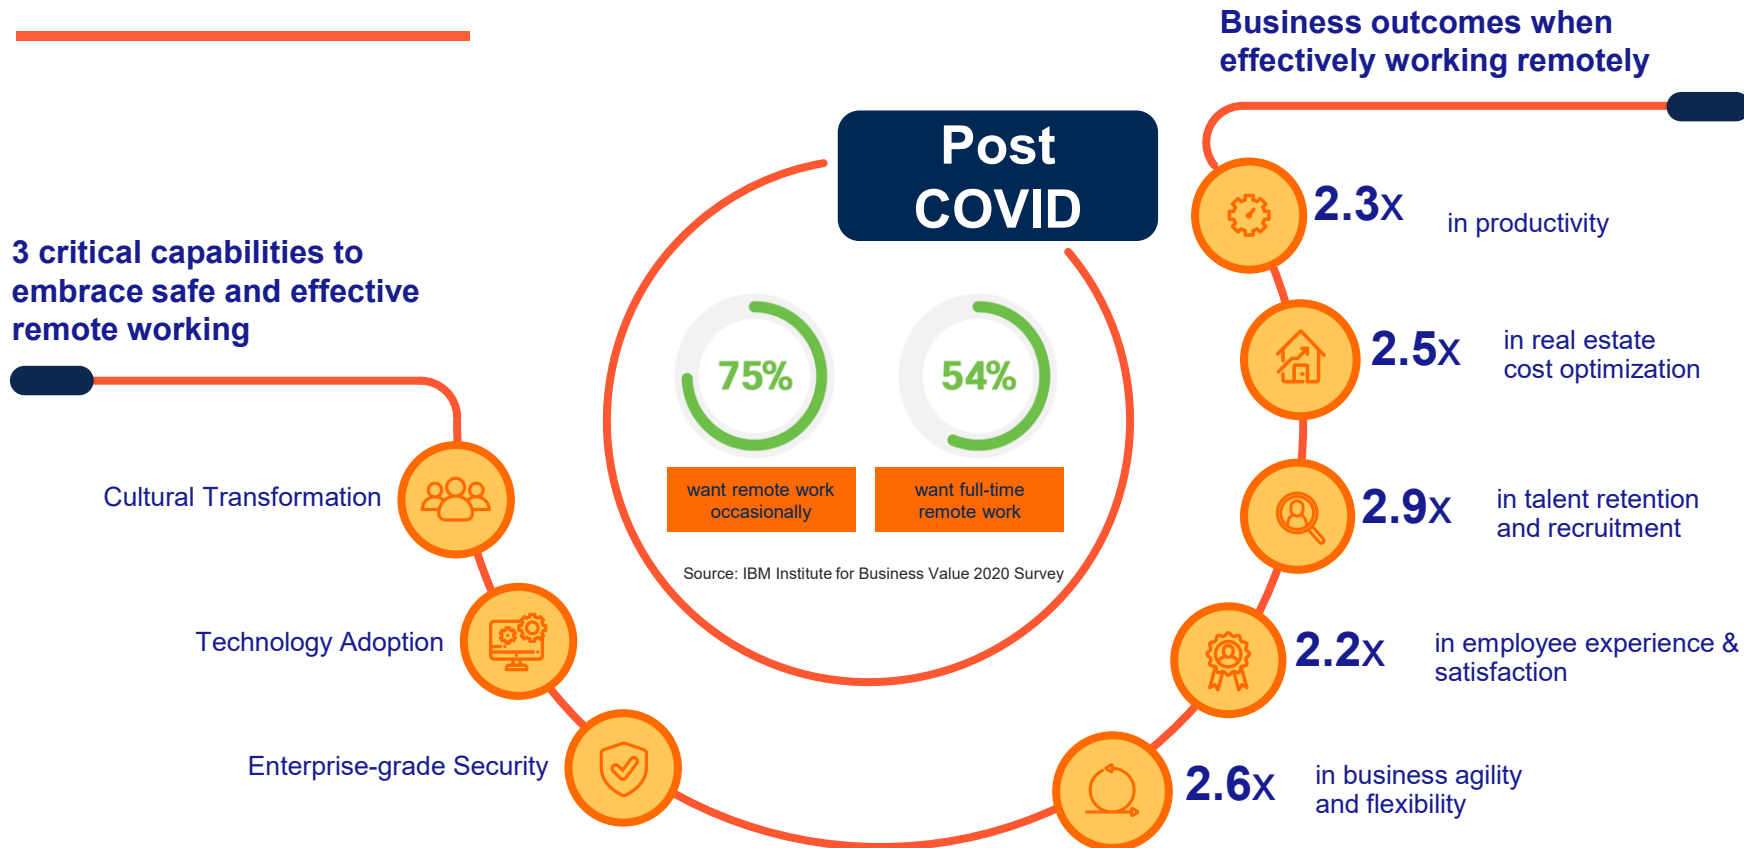 Business outcomes when
effectively working remotely
Post
COVID
3 critical capabilities to
embrace safe and effective
remote working
Cultural Transformation
Technology Adoption
Enterprise-grade Security
75%
want remote work
occasionally
54%
want full-time
remote work
Source: IBM Institute for Business Value 2020 Survey
2.3x
in productivity
2.5x
in real estate
cost optimization
2.9x
in talent retention
and recruitment
2.2x
in employee experience &
satisfaction
2.6x
in business agility
and flexibility